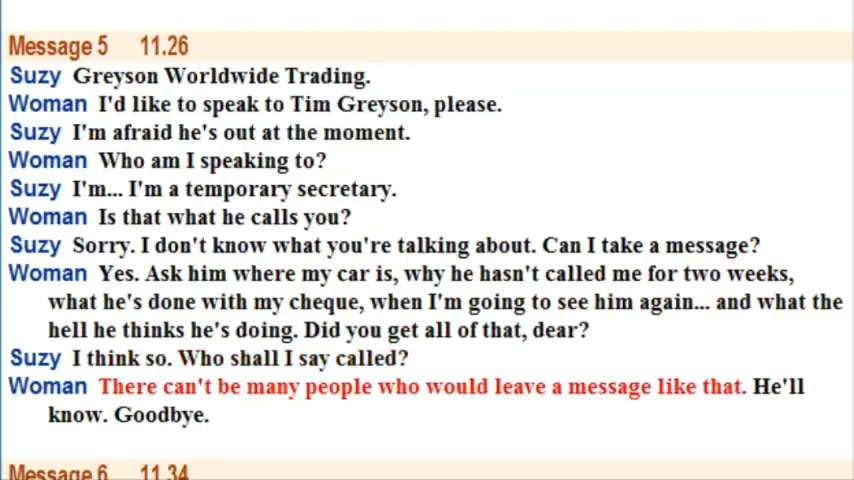 Message 5 11.26
Suzy Greyson Worldwide Trading.
Woman I'd like to speak to Tim Greyson, please.
Suzy I'm afraid he's out at the moment.
Woman Who am I speaking to?
Suzy I'm... I'm a temporary secretary.
Woman Is that what he calls you?
Suzy Sorry. I don't know what you're talking about. Can I take a message?
Woman Yes. Ask him where my car is, why he hasn't called me for two weeks,
what he's done with my cheque, when I'm going to see him again... and what the
hell he thinks he's doing. Did you get all of that, dear?
Suzy I think so. Who shall I say called?
Woman There can't be many people who would leave a message like that. He'll
know. Goodbye.
Message 6 11.34